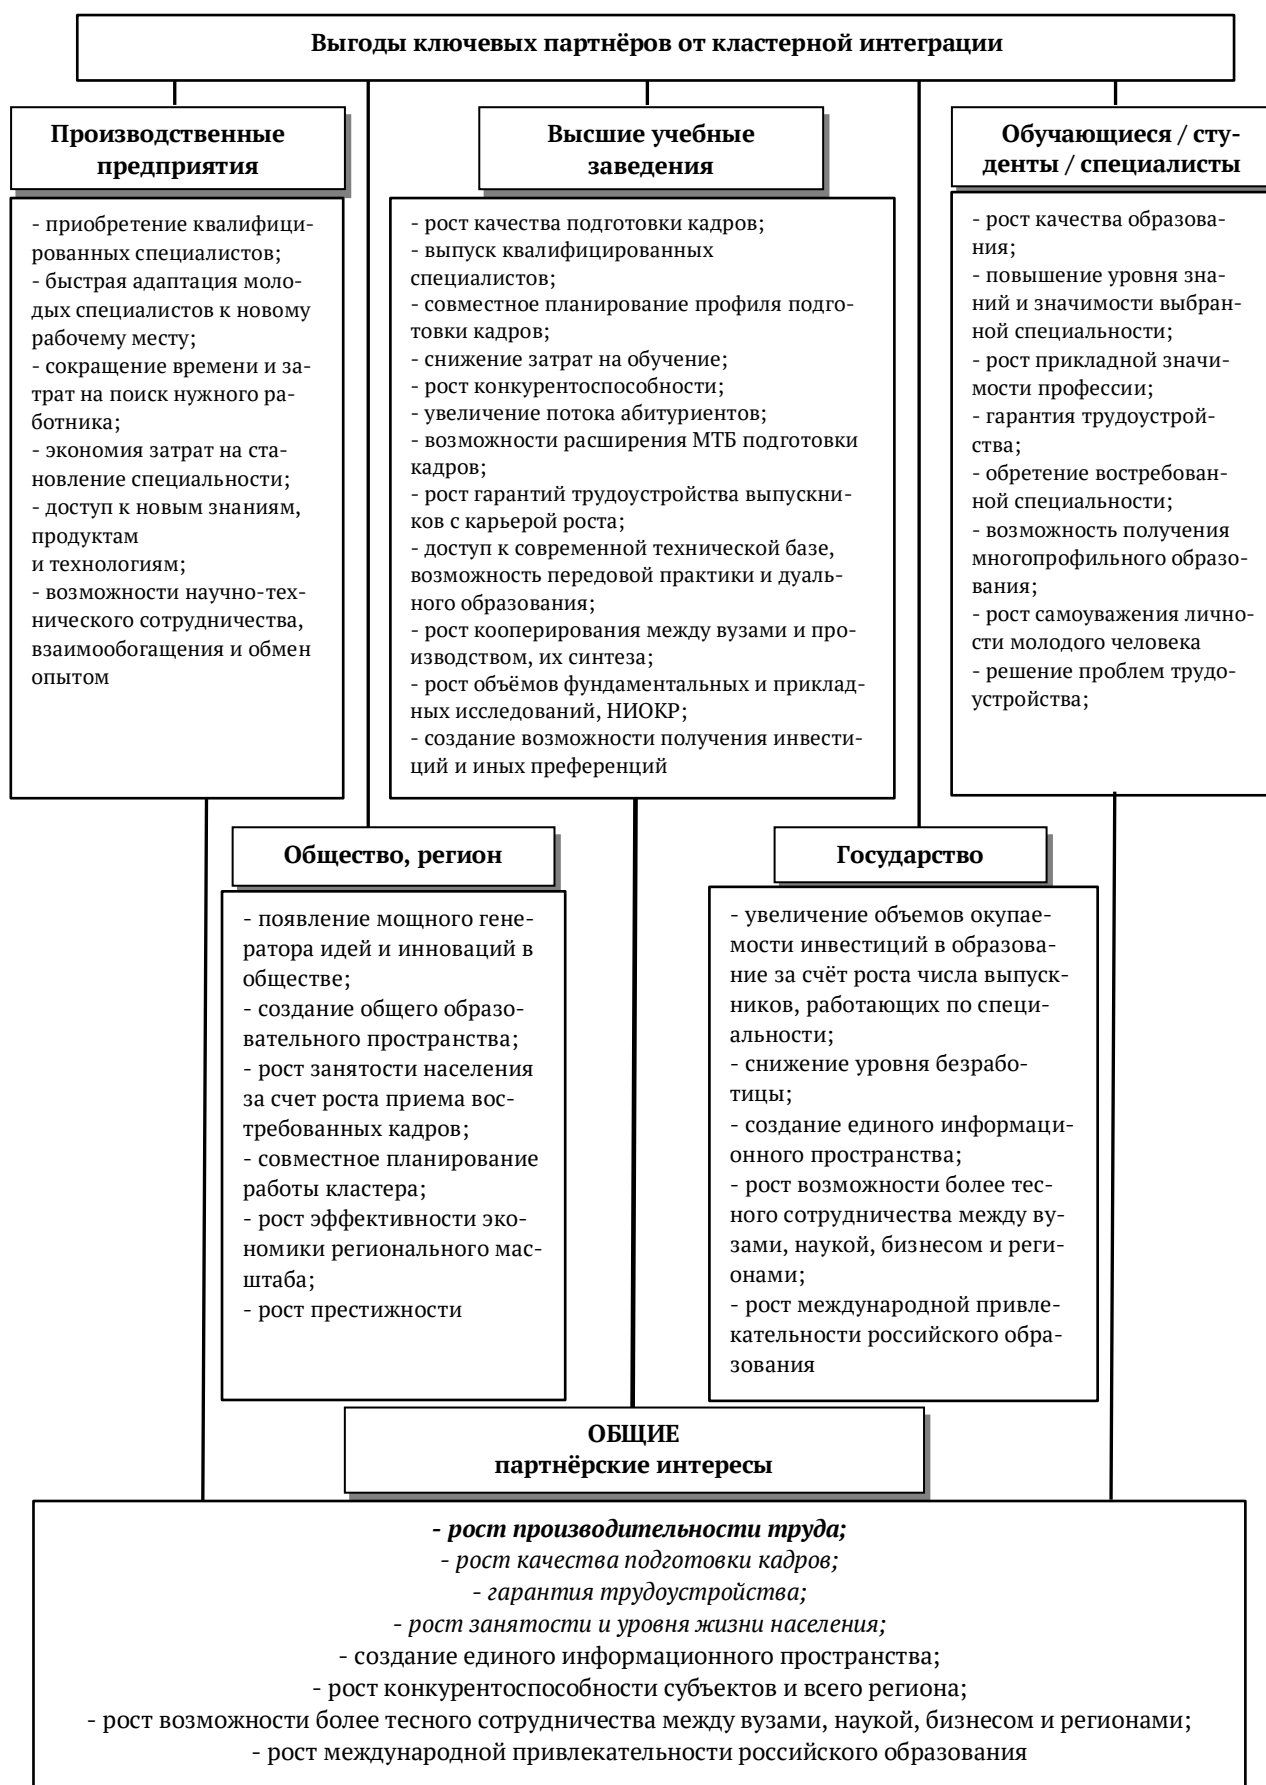 Выгоды ключевых партнёров от кластерной интеграции
Производственные
предприятия
- приобретение квалифици-
рованных специалистов;
- быстрая адаптация моло-
дых специалистов к новому
рабочему месту;
- сокращение времени и за-
трат на поиск нужного ра-
ботника;
- экономия затрат на ста-
новление специальности;
- доступ к новым знаниям,
продуктам
и технологиям;
- возможности научно-тех-
нического сотрудничества,
взаимообогащения и обмен
опытом
Высшие учебные
заведения
- рост качества подготовки кадров;
- выпуск квалифицированных
специалистов;
- совместное планирование профиля подго-
товки кадров;
- снижение затрат на обучение;
- рост конкурентоспособности;
- увеличение потока абитуриентов;
- возможности расширения МТБ подготовки
кадров;
- рост гарантий трудоустройства выпускни-
ков с карьерой роста;
- доступ к современной технической базе,
возможность передовой практики и дуаль-
ного образования;
- рост кооперирования между вузами и про-
изводством, их синтеза;
- рост объёмов фундаментальных и приклад-
ных исследований, НИОКР;
- создание возможности получения инвести-
ций и иных преференций
Обучающиеся / сту-
денты / специалисты
- рост качества образова-
ния;
- повышение уровня зна-
ний и значимости выбран-
ной специальности;
- рост прикладной значи-
мости профессии;
- гарантия трудоустрой-
ства;
- обретение востребован-
ной специальности;
- возможность получения
многопрофильного образо-
вания;
- рост самоуважения лично-
сти молодого человека
- решение проблем трудо-
устройства;
Общество, регион
- появление мощного гене-
ратора идей и инноваций в
обществе;
- создание общего образо-
вательного пространства;
- рост занятости населения
за счет роста приема вос-
требованных кадров;
- совместное планирование
работы кластера;
- рост эффективности эко-
номики регионального мас-
штаба;
- рост престижности
Государство
- увеличение объемов окупае-
мости инвестиций в образова-
ние за счёт роста числа выпуск-
ников, работающих по специ-
альности;
- снижение уровня безрабо-
тицы;
- создание единого информаци-
онного пространства;
- рост возможности более тес-
ного сотрудничества между ву-
зами, наукой, бизнесом и реги-
онами;
- рост международной привле-
кательности российского обра-
зования
ОБЩИЕ
партнёрские интересы
- рост производительности труда;
- рост качества подготовки кадров;
- гарантия трудоустройства;
- рост занятости и уровня жизни населения;
- создание единого информационного пространства;
- рост конкурентоспособности субъектов и всего региона;
- рост возможности более тесного сотрудничества между вузами, наукой, бизнесом и регионами;
- рост международной привлекательности российского образования